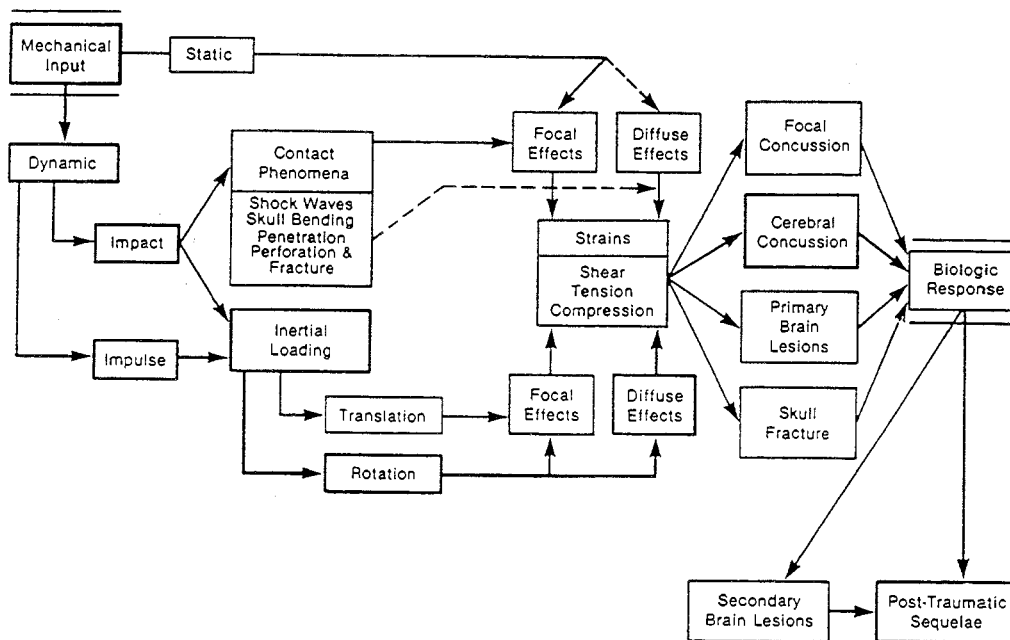 Mechanical
Input
Static
Dynamic
Contact
Phenomena
Shock Waves
Skull Bending
Penetration
Perforation &
Fracture
Impact
Impulse
Inertial
Loading
Translation
Rotation
Focal
Effects
Diffuse
Effects
Strains
Shear
Tension
Compression
Focal
Effects
Diffuse
Effects
Focal
Concussion
Cerebral
Concussion
Primary
Brain
Lesions
Skull
Fracture
Biologic
Response
Secondary
Brain Lesions
Post-Traumatic
Sequelae